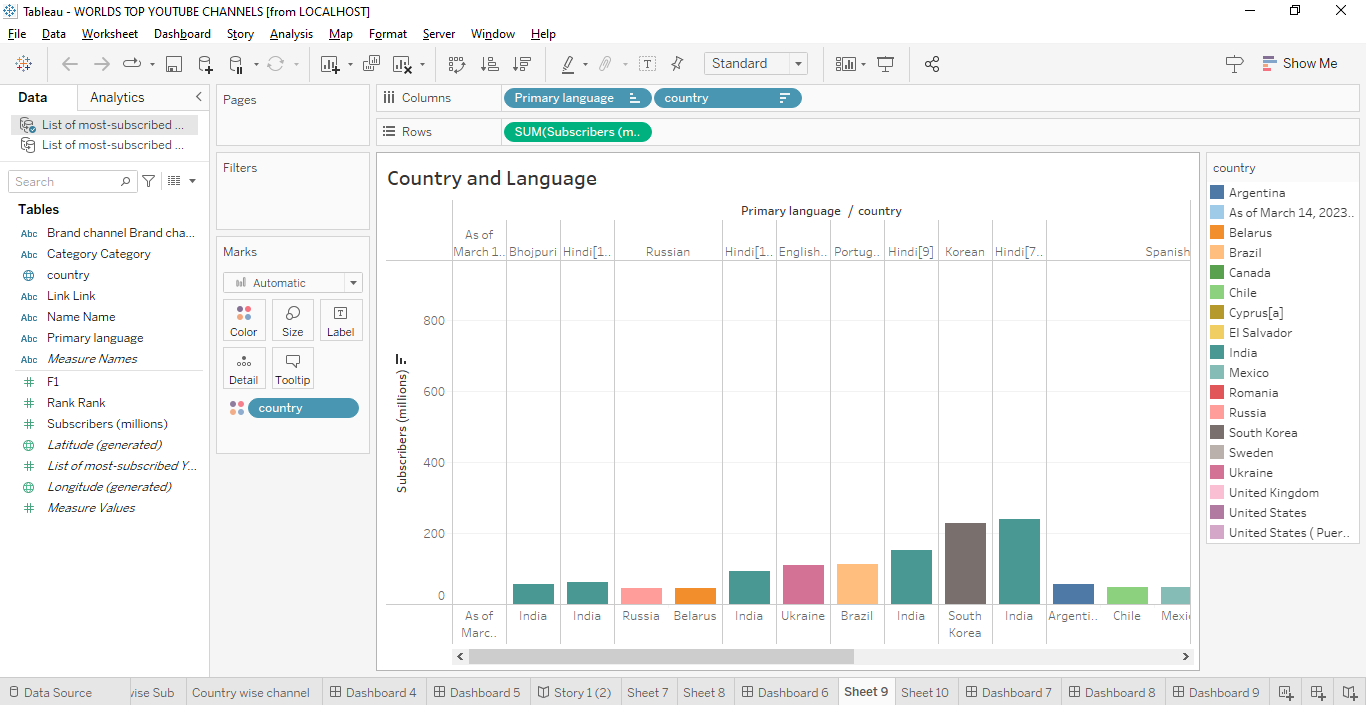 Tableau - WORLDS TOP YOUTUBE CHANNELS [from LOCALHOST]
File Data Worksheet Dashboard Story Analysis Map Format Server Window Help
Standard
Show Me
Data Analytics
List of most-subscribed ...
List of most-subscribed ...
Search
Tables
Abc Brand channel Brand cha...
Abc Category Category
country
Abc Link Link
Abc Name Name
Abc Primary language
Abc Measure Names
F1
Rank Rank
Subscribers (millions)
Latitude (generated)
List of most-subscribed Y...
Longitude (generated)
Measure Values
Pages
Filters
Marks
Automatic
Color Size Label
Detail Tooltip
country
Columns Primary language country
Rows SUM(Subscribers (m..
Country and Language
Primary language / country
As of
March 1.. Bhojpuri Hindi[1.. Russian Hindi[1.. English.. Portug.. Hindi[9] Korean Hindi[7.. Spanish
Subscribers (millions)
800
600
400
200
0
As of
Marc.. India India Russia Belarus India Ukraine Brazil India South
Korea India Argenti.. Chile Mexi
country
Argentina
As of March 14, 2023..
Belarus
Brazil
Canada
Chile
Cyprus[a]
El Salvador
India
Mexico
Romania
Russia
South Korea
Sweden
Ukraine
United Kingdom
United States
United States ( Puer..
Data Source vise Sub Country wise channel Dashboard 4 Dashboard 5 Story 1 (2) Sheet 7 Sheet 8 Dashboard 6 Sheet 9 Sheet 10 Dashboard 7 Dashboard 8 Dashboard 9